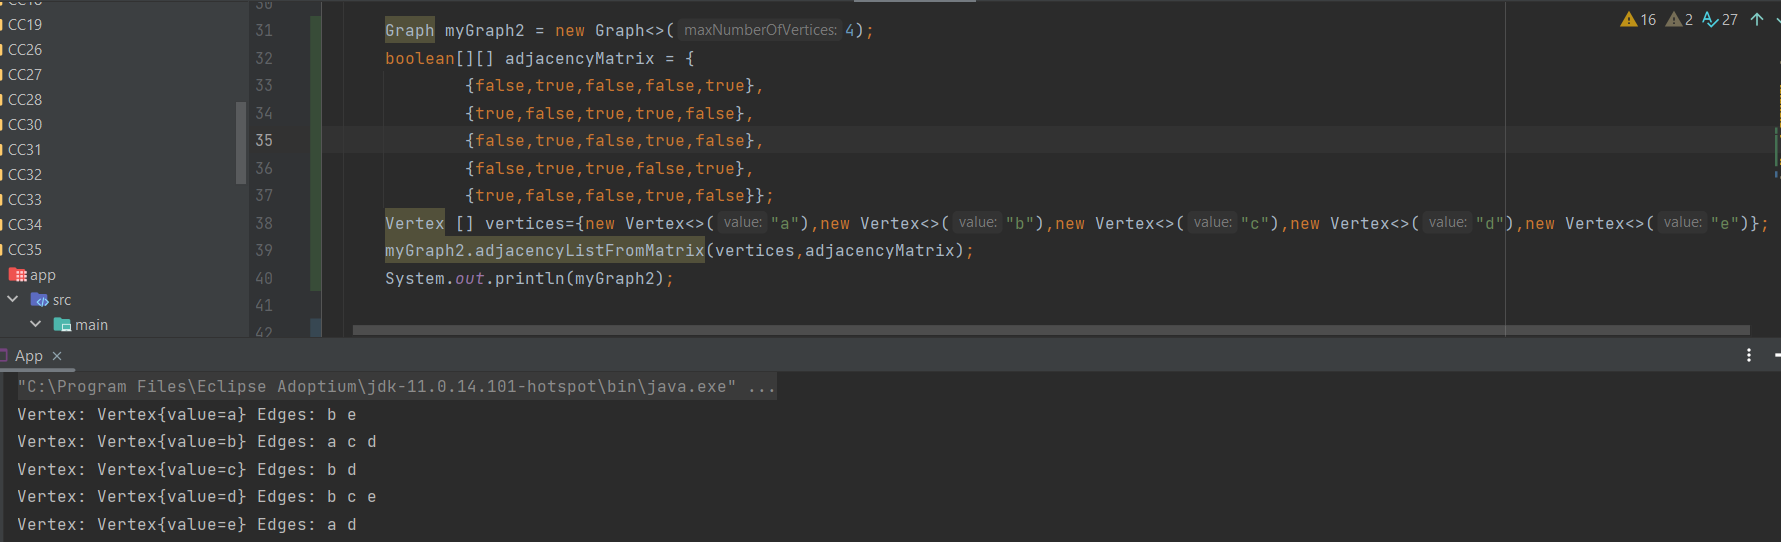 CC18
CC19
CC26
CC27
CC28
CC30
CC31
CC32
CC33
CC34
CC35
app
src
main
30
31 Graph myGraph2 = new Graph<>( maxNumberOfVertices: 4);
32 boolean[][] adjacencyMatrix = {
33 {false,true,false,false,true},
34 {true,false,true,true,false},
35 {false,true,false,true,false},
36 {false,true,true,false,true},
37 {true,false,false,true,false}};
38 Vertex [] vertices={new Vertex<>( value: "a"),new Vertex<>( value: "b"),new Vertex<>( value: "c"),new Vertex<>( value: "d"),new Vertex<>( value: "e")};
39 myGraph2.adjacencyListFromMatrix(vertices,adjacencyMatrix);
40 System.out.println(myGraph2);
41
42
16 2 27
App
"C:\Program Files\Eclipse Adoptium\jdk-11.0.14.101-hotspot\bin\java.exe" ...
Vertex: Vertex{value=a} Edges: b e
Vertex: Vertex{value=b} Edges: a c d
Vertex: Vertex{value=c} Edges: b d
Vertex: Vertex{value=d} Edges: b c e
Vertex: Vertex{value=e} Edges: a d